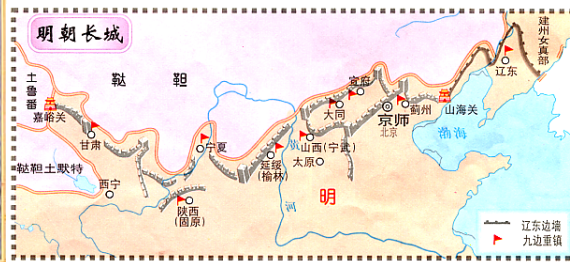 明朝长城
建州女真部
土鲁番
鞑靼
辽东
宣府
嘉峪关
大同
蓟州
山海关
京师
北京
渤海
甘肃
宁夏
黄河
山西(宁武)
延绥
(榆林)
太原
鞑靼土默特
西宁
明
陕西
(固原)
辽东边墙
九边重镇